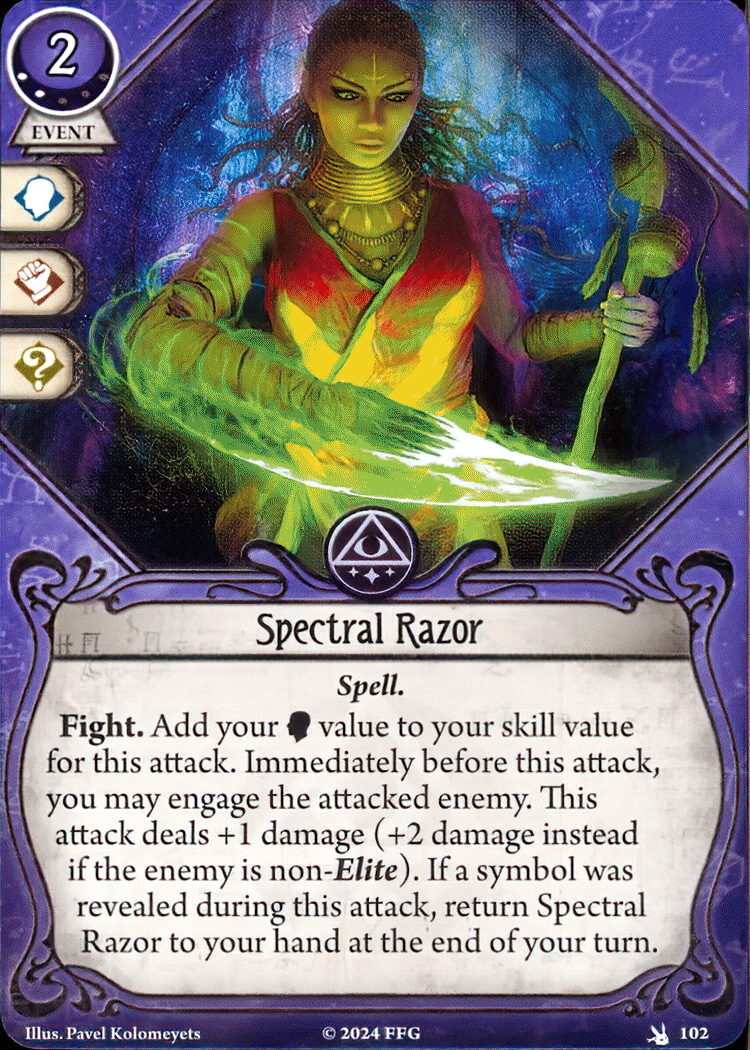 2
EVENT
Spectral Razor
Spell.
Fight. Add your value to your skill value
for this attack. Immediately before this attack,
you may engage the attacked enemy. This
attack deals +1 damage (+2 damage instead
if the enemy is non-Elite). If a symbol was
revealed during this attack, return Spectral
Razor to your hand at the end of your turn.
Illus. Pavel Kolomeyets
© 2024 FFG
102